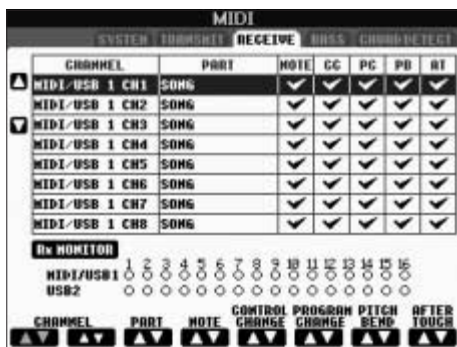 MIDI
SYSTEM TRANSMIT RECEIVE BASS CHORD DETECT
CHANNEL PART NOTE CC PC PB AT
MIDI/USB 1 CH1 SONG
MIDI/USB 1 CH2 SONG
MIDI/USB 1 CH3 SONG
MIDI/USB 1 CH4 SONG
MIDI/USB 1 CH5 SONG
MIDI/USB 1 CH6 SONG
MIDI/USB 1 CH7 SONG
MIDI/USB 1 CH8 SONG
Rx MONITOR
1 2 3 4 5 6 7 8 9 10 11 12 13 14 15 16
MIDI/USB1
USB2
CHANNEL PART NOTE CONTROL CHANGE PROGRAM CHANGE PITCH BEND AFTER TOUCH